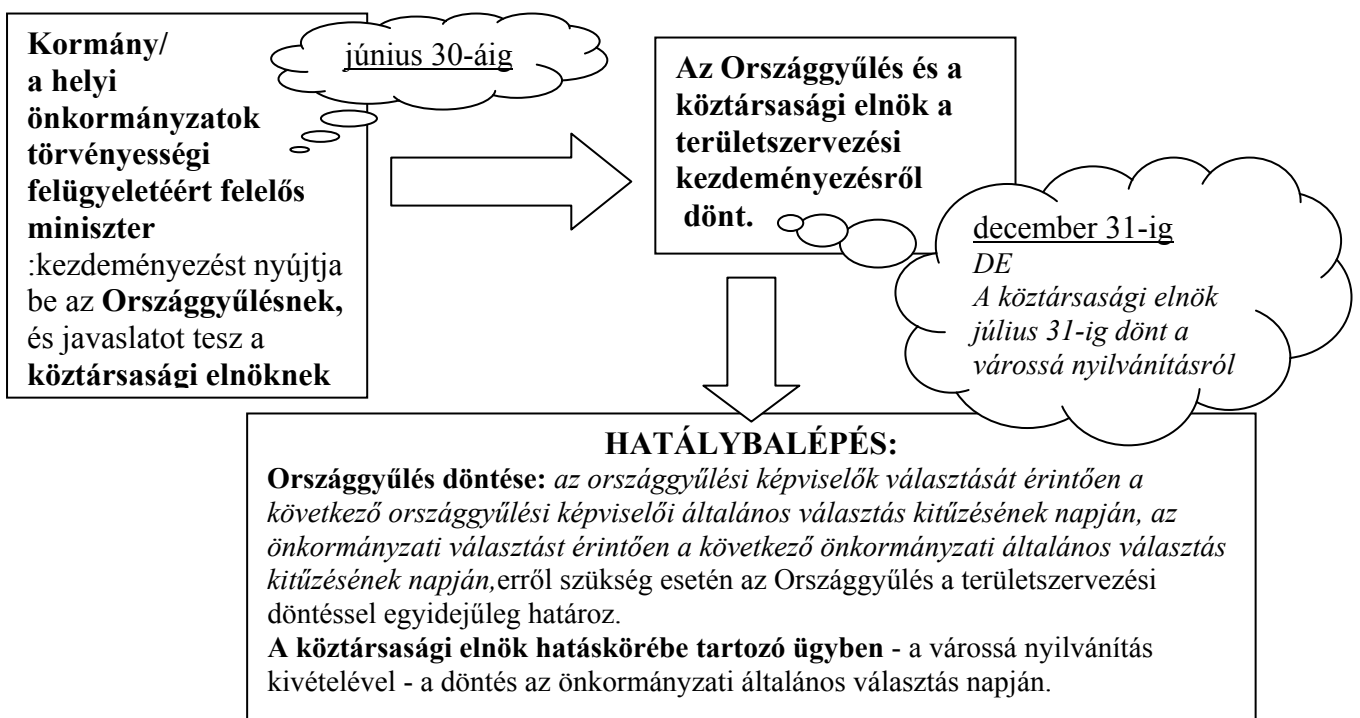 Kormány/
a helyi
önkormányzatok
törvényességi
felügyeletéért felelős
miniszter
:kezdeményezést nyújtja
be az Országgyűlésnek,
és javaslatot tesz a
köztársasági elnöknek
június 30-áig
Az Országgyűlés és a
köztársasági elnök a
területszervezési
kezdeményezésről
dönt.
december 31-ig
DE
A köztársasági elnök
július 31-ig dönt a
várossá nyilvánításról
HATÁLYBALÉPÉS:
Országgyűlés döntése: az országgyűlési képviselők választását érintően a
következő országgyűlési képviselői általános választás kitűzésének napján, az
önkormányzati választást érintően a következő önkormányzati általános választás
kitűzésének napján,erről szükség esetén az Országgyűlés a területszervezési
döntéssel egyidejűleg határoz.
A köztársasági elnök hatáskörébe tartozó ügyben - a várossá nyilvánítás
kivételével - a döntés az önkormányzati általános választás napján.